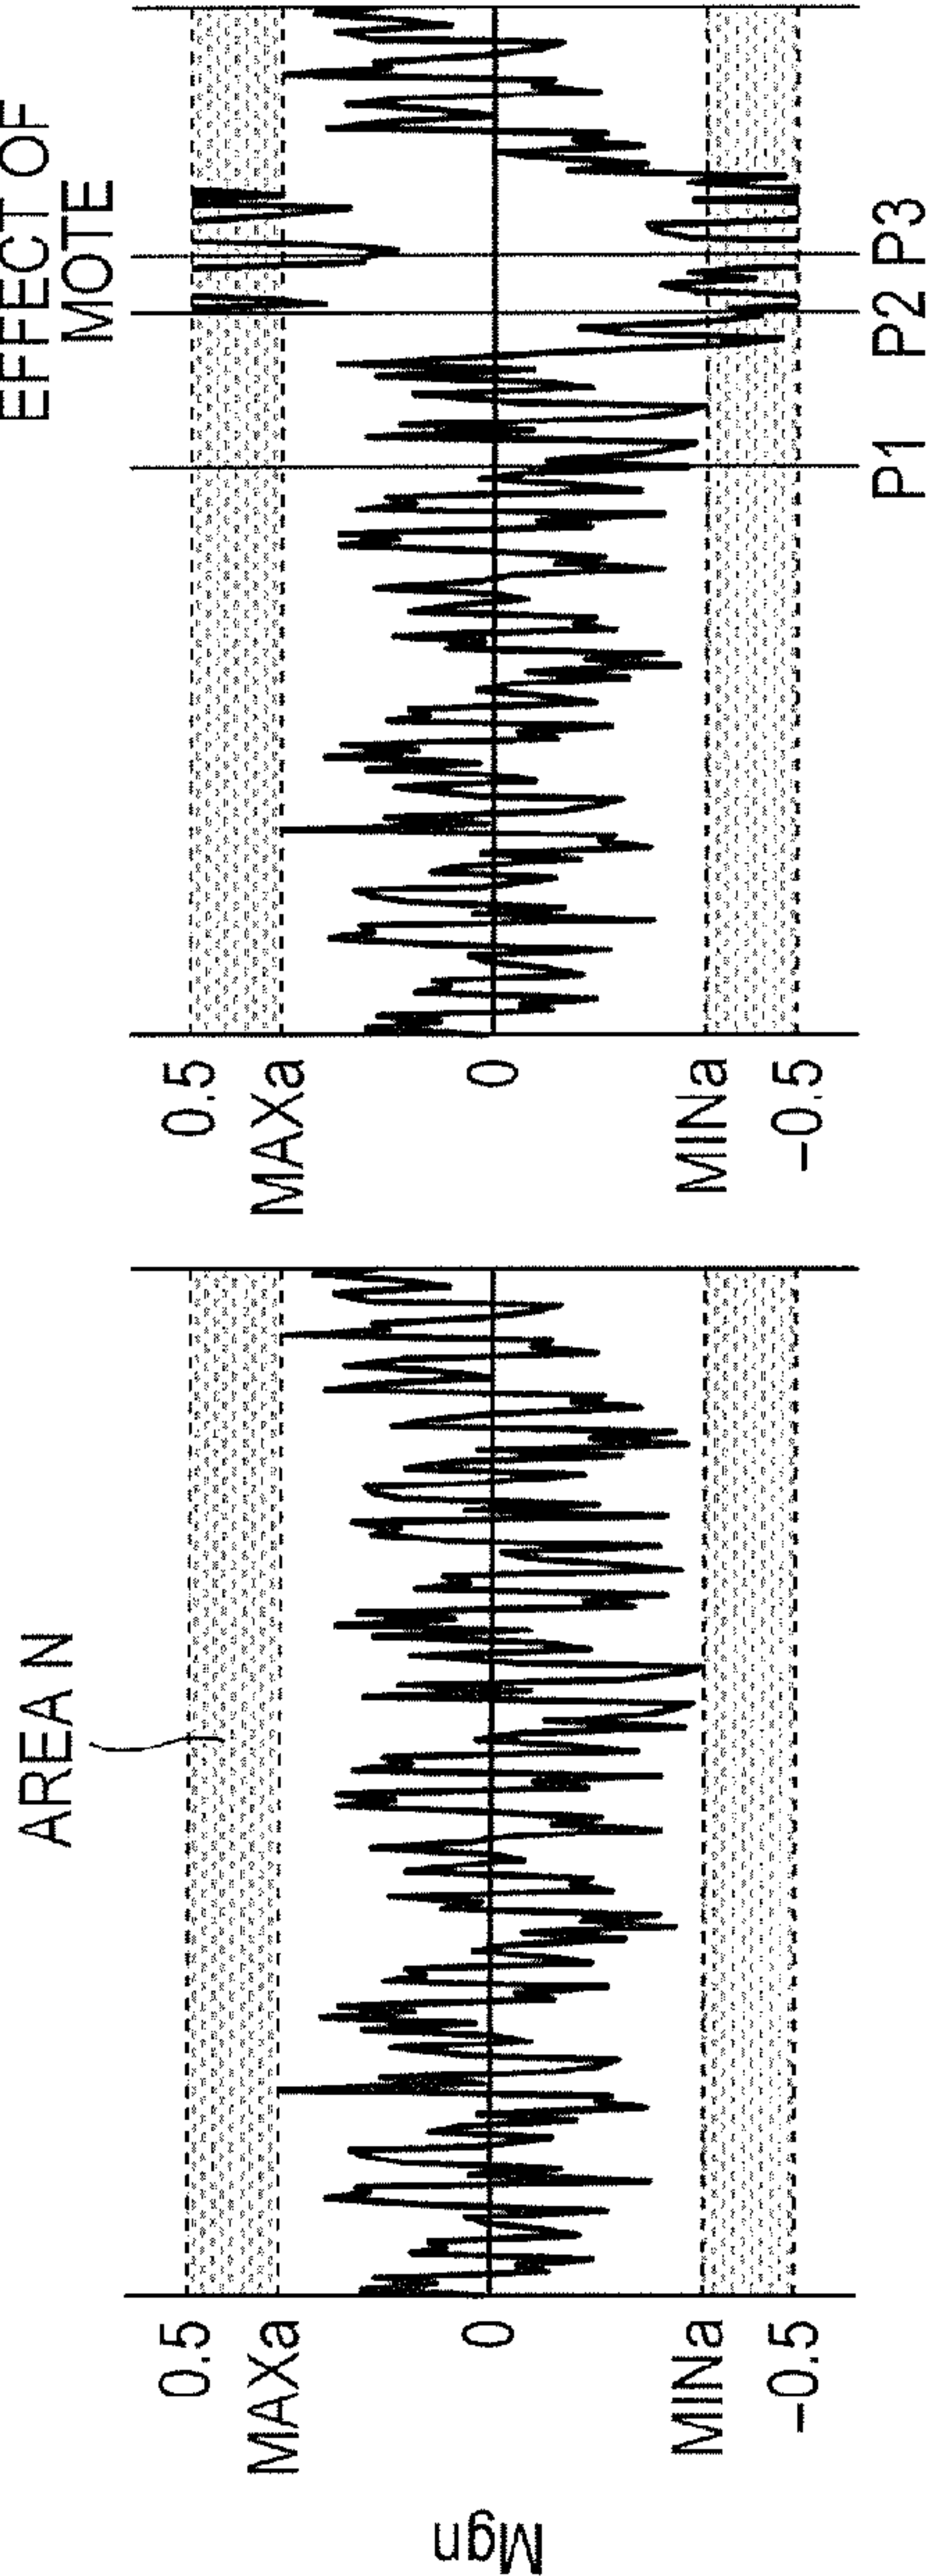 Mgn
0.5
MAXa
0
MINa
-0.5
AREA N
0.5
MAXa
0
MINa
-0.5
EFFECT OF
MOTE
P1
P2
P3